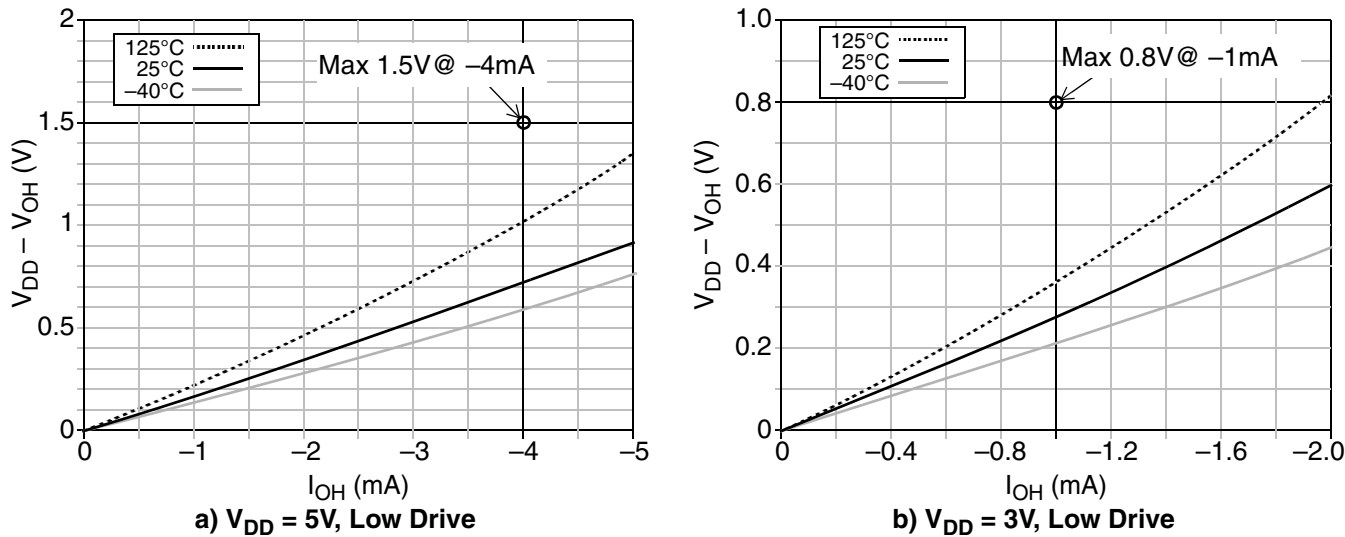 2
125°C
25°C
–40°C
Max 1.5V@ –4mA
1.5
1
0.5
0
V_DD – V_OH (V)
0
–1
–2
–3
–4
–5
I_OH (mA)
a) V_DD = 5V, Low Drive
1.0
125°C
25°C
–40°C
Max 0.8V@ –1mA
0.8
0.6
0.4
0.2
0
V_DD – V_OH (V)
0
–0.4
–0.8
–1.2
–1.6
–2.0
I_OH (mA)
b) V_DD = 3V, Low Drive